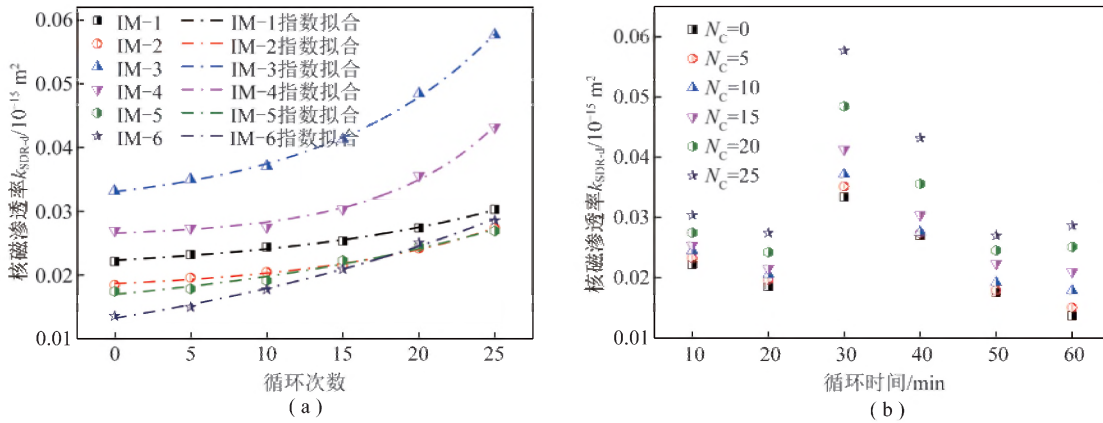 IM-1 IM-1指数拟合
IM-2 IM-2指数拟合
IM-3 IM-3指数拟合
IM-4 IM-4指数拟合
IM-5 IM-5指数拟合
IM-6 IM-6指数拟合
核磁渗透率kSDR-d/10⁻¹⁵ m²
0.06
0.05
0.04
0.03
0.02
0.01
0 5 10 15 20 25
循环次数
(a)
NC=0
NC=5
NC=10
NC=15
NC=20
NC=25
核磁渗透率kSDR-d/10⁻¹⁵ m²
0.06
0.05
0.04
0.03
0.02
0.01
10 20 30 40 50 60
循环时间/min
(b)